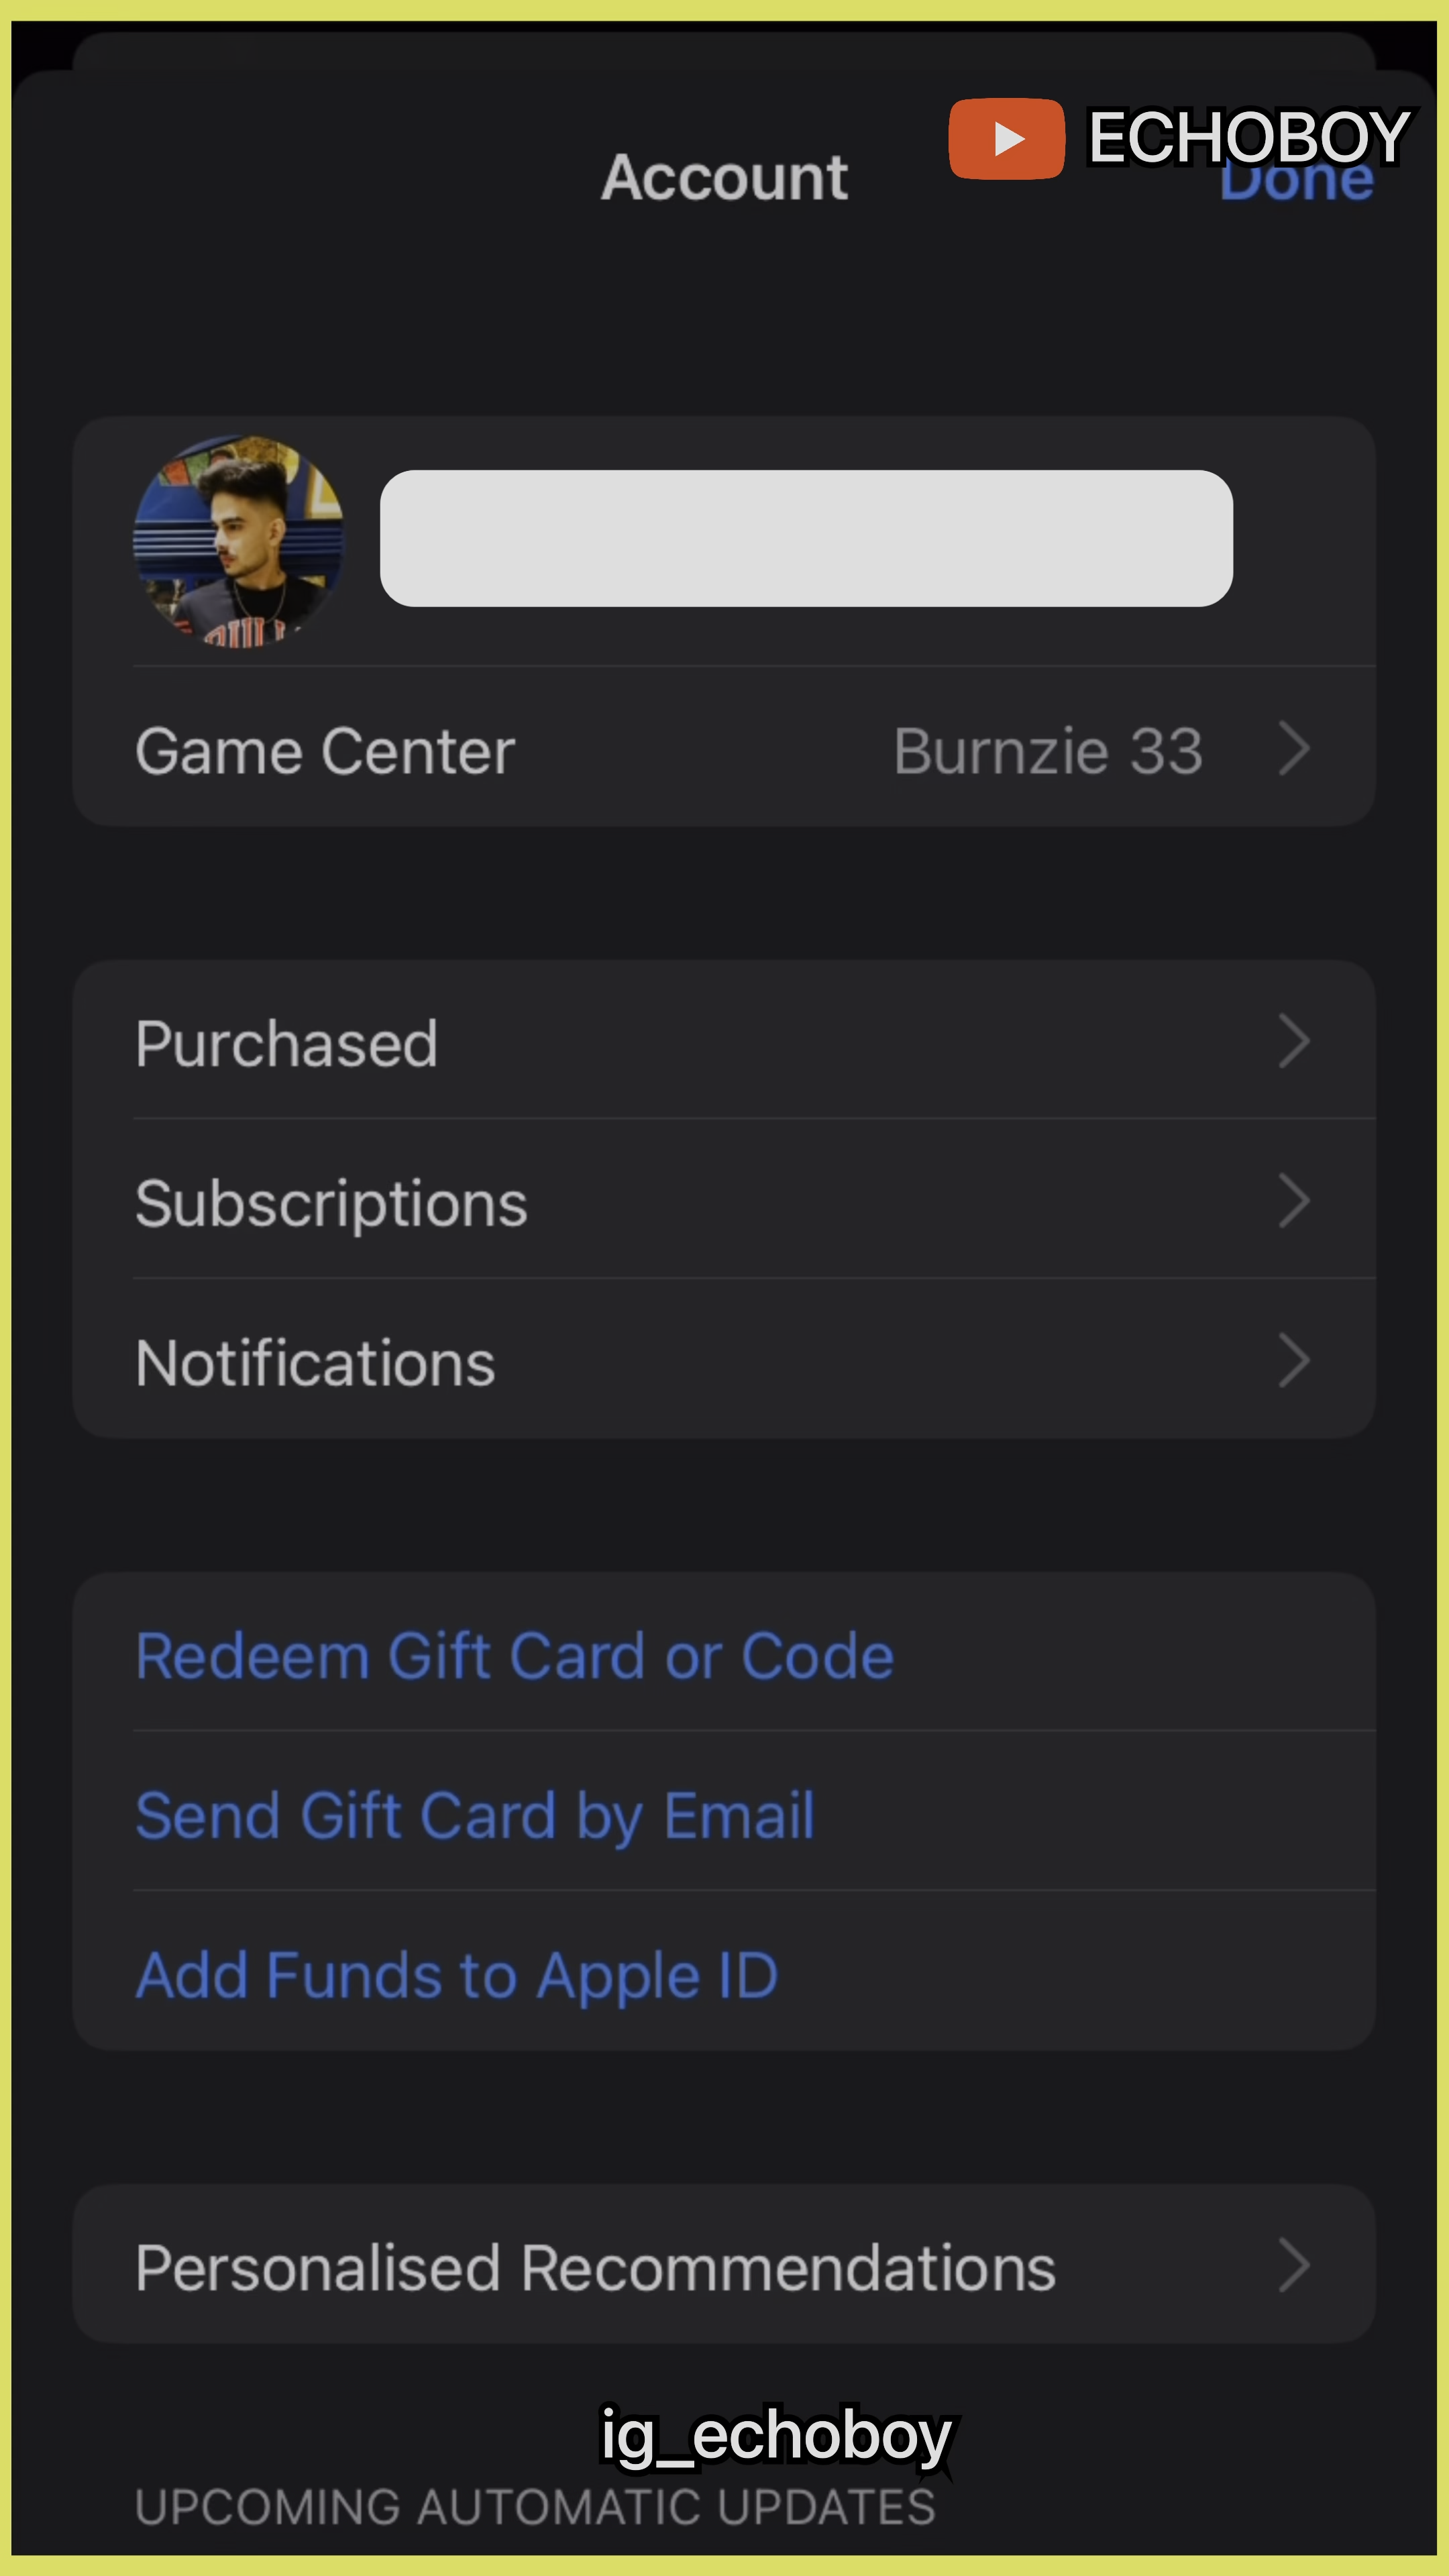 ECHOBOY
Account
Done
Game Center
Burnzie 33
Purchased
Subscriptions
Notifications
Redeem Gift Card or Code
Send Gift Card by Email
Add Funds to Apple ID
Personalised Recommendations
ig_echoboy
UPCOMING AUTOMATIC UPDATES